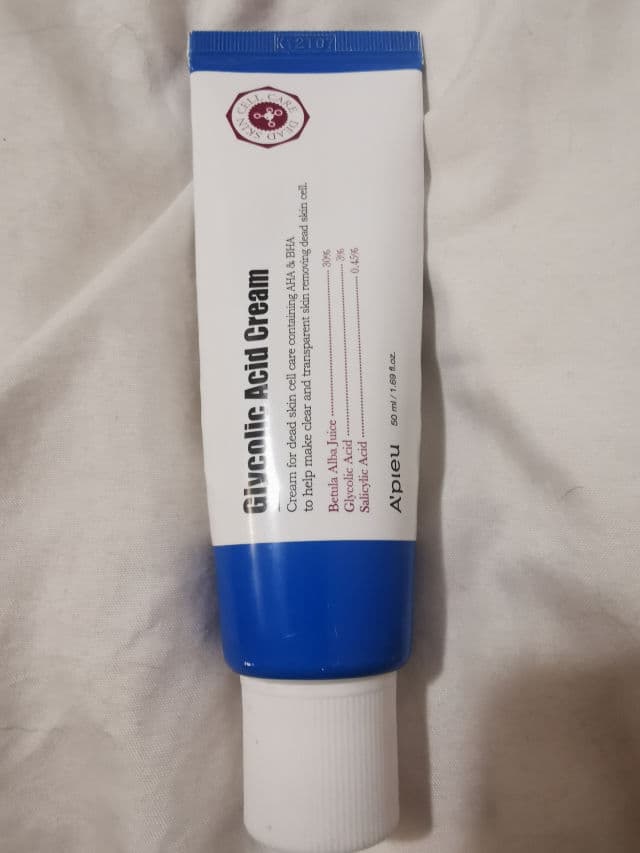 K12107
DEAD SKIN CELL CARE
Glycolic Acid Cream
Cream for dead skin cell care containing AHA & BHA
to help make clear and transparent skin removing dead skin cell.
Betula Alba Juice ........ 30%
Glycolic Acid ........ 3%
Salicylic Acid ........ 0.45%
A'pieu 50 ml / 1.69 fl.oz.